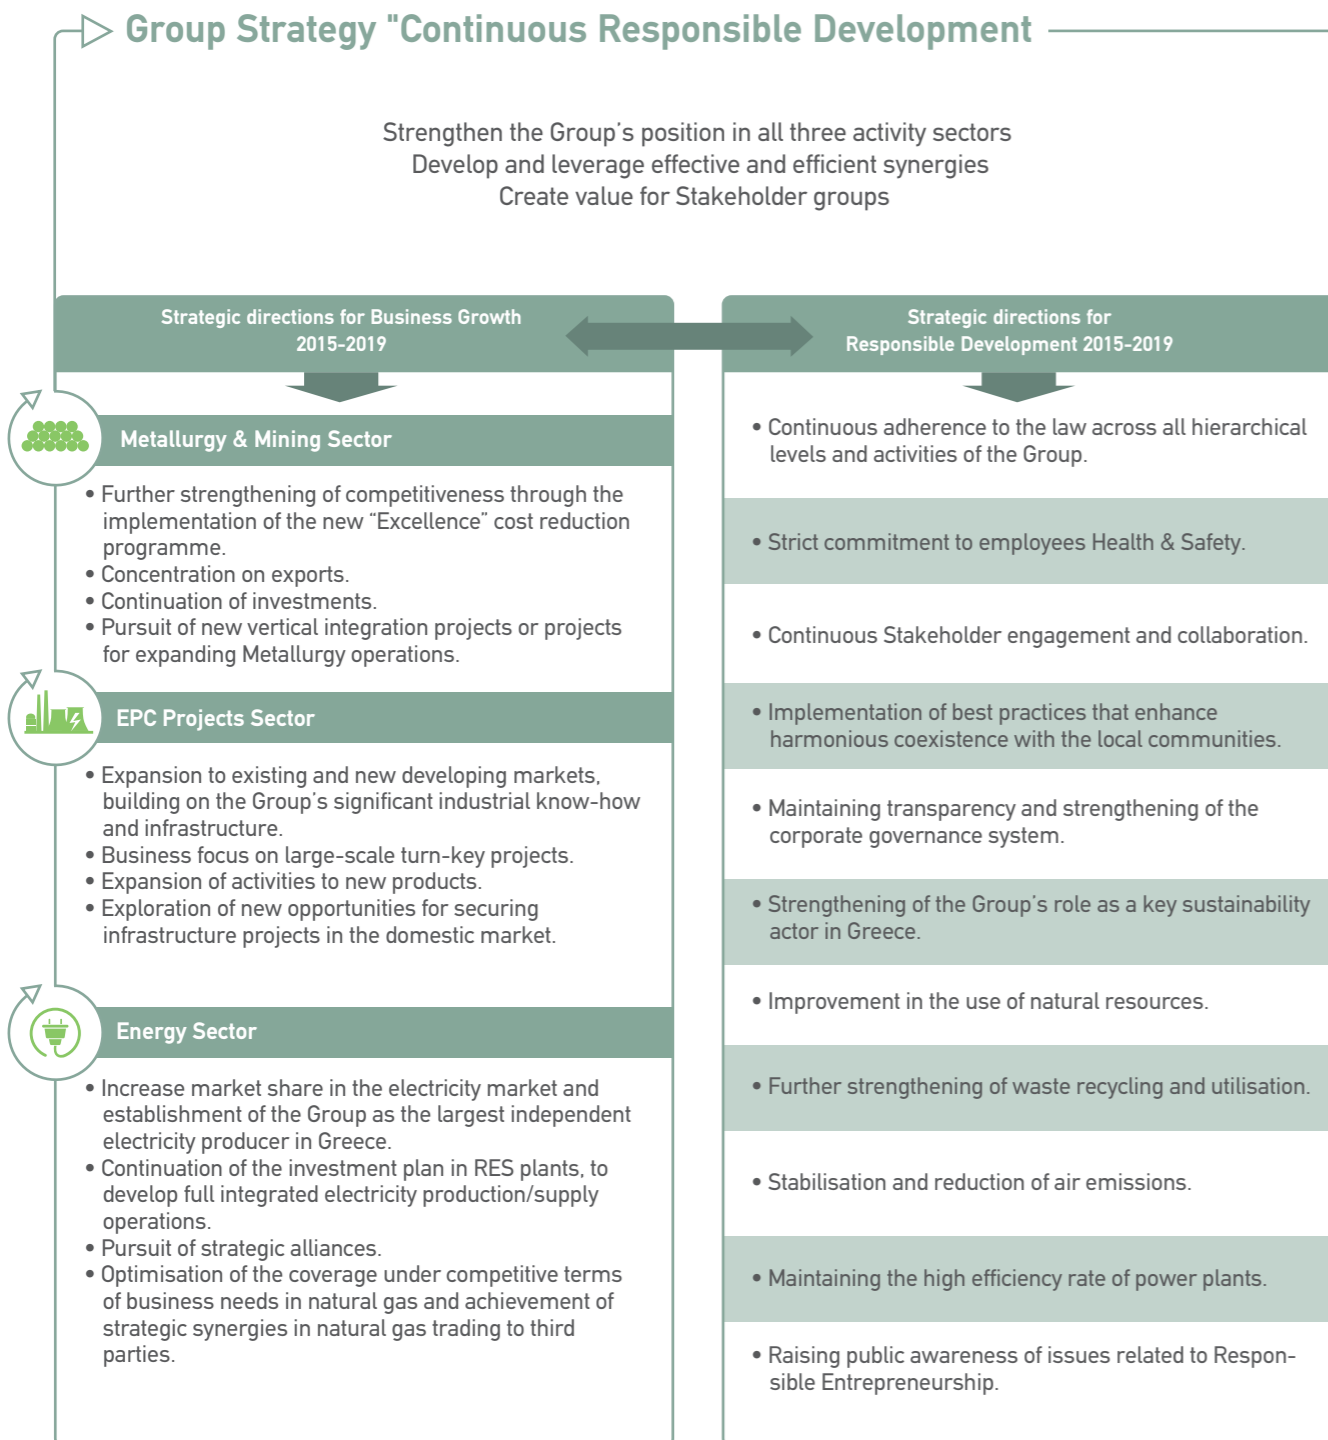 Group Strategy "Continuous Responsible Development
Strengthen the Group's position in all three activity sectors
Develop and leverage effective and efficient synergies
Create value for Stakeholder groups
Strategic directions for Business Growth
2015-2019
Metallurgy & Mining Sector
• Further strengthening of competitiveness through the
implementation of the new “Excellence” cost reduction
programme.
• Concentration on exports.
• Continuation of investments.
• Pursuit of new vertical integration projects or projects
for expanding Metallurgy operations.
EPC Projects Sector
• Expansion to existing and new developing markets,
building on the Group's significant industrial know-how
and infrastructure.
• Business focus on large-scale turn-key projects.
• Expansion of activities to new products.
• Exploration of new opportunities for securing
infrastructure projects in the domestic market.
Energy Sector
• Increase market share in the electricity market and
establishment of the Group as the largest independent
electricity producer in Greece.
• Continuation of the investment plan in RES plants, to
develop full integrated electricity production/supply
operations.
• Pursuit of strategic alliances.
• Optimisation of the coverage under competitive terms
of business needs in natural gas and achievement of
strategic synergies in natural gas trading to third
parties.
Strategic directions for
Responsible Development 2015-2019
• Continuous adherence to the law across all hierarchical
levels and activities of the Group.
• Strict commitment to employees Health & Safety.
• Continuous Stakeholder engagement and collaboration.
• Implementation of best practices that enhance
harmonious coexistence with the local communities.
• Maintaining transparency and strengthening of the
corporate governance system.
• Strengthening of the Group's role as a key sustainability
actor in Greece.
• Improvement in the use of natural resources.
• Further strengthening of waste recycling and utilisation.
• Stabilisation and reduction of air emissions.
• Maintaining the high efficiency rate of power plants.
• Raising public awareness of issues related to Respon-
sible Entrepreneurship.